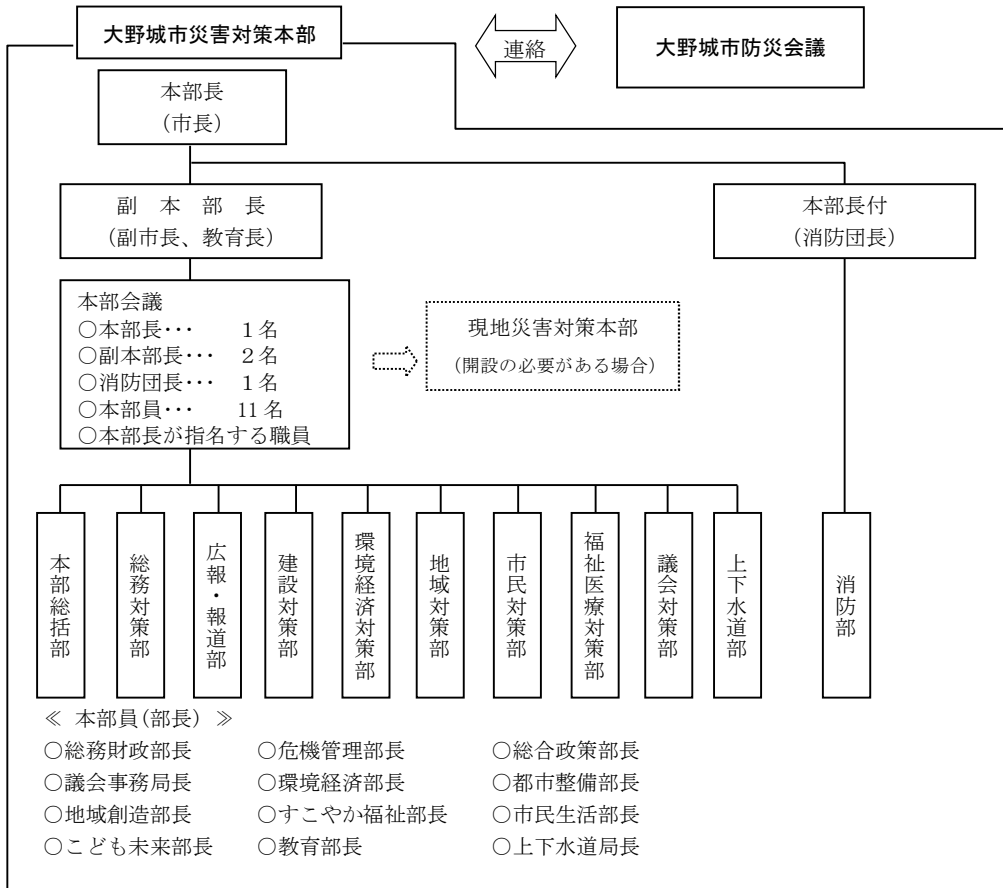 大野城市災害対策本部
連絡
大野城市防災会議
本部長
(市長)
副 本 部 長
(副市長、教育長)
本部長付
(消防団長)
本部会議
○本部長・・・ 1名
○副本部長・・・ 2名
○消防団長・・・ 1名
○本部員・・・ 11名
○本部長が指名する職員
現地災害対策本部
(開設の必要がある場合)
本部総括部
総務対策部
広報・報道部
建設対策部
環境経済対策部
地域対策部
市民対策部
福祉医療対策部
議会対策部
上下水道部
消防部
≪ 本部員(部長) ≫
○総務財政部長 ○危機管理部長 ○総合政策部長
○議会事務局長 ○環境経済部長 ○都市整備部長
○地域創造部長 ○すこやか福祉部長 ○市民生活部長
○こども未来部長 ○教育部長 ○上下水道局長